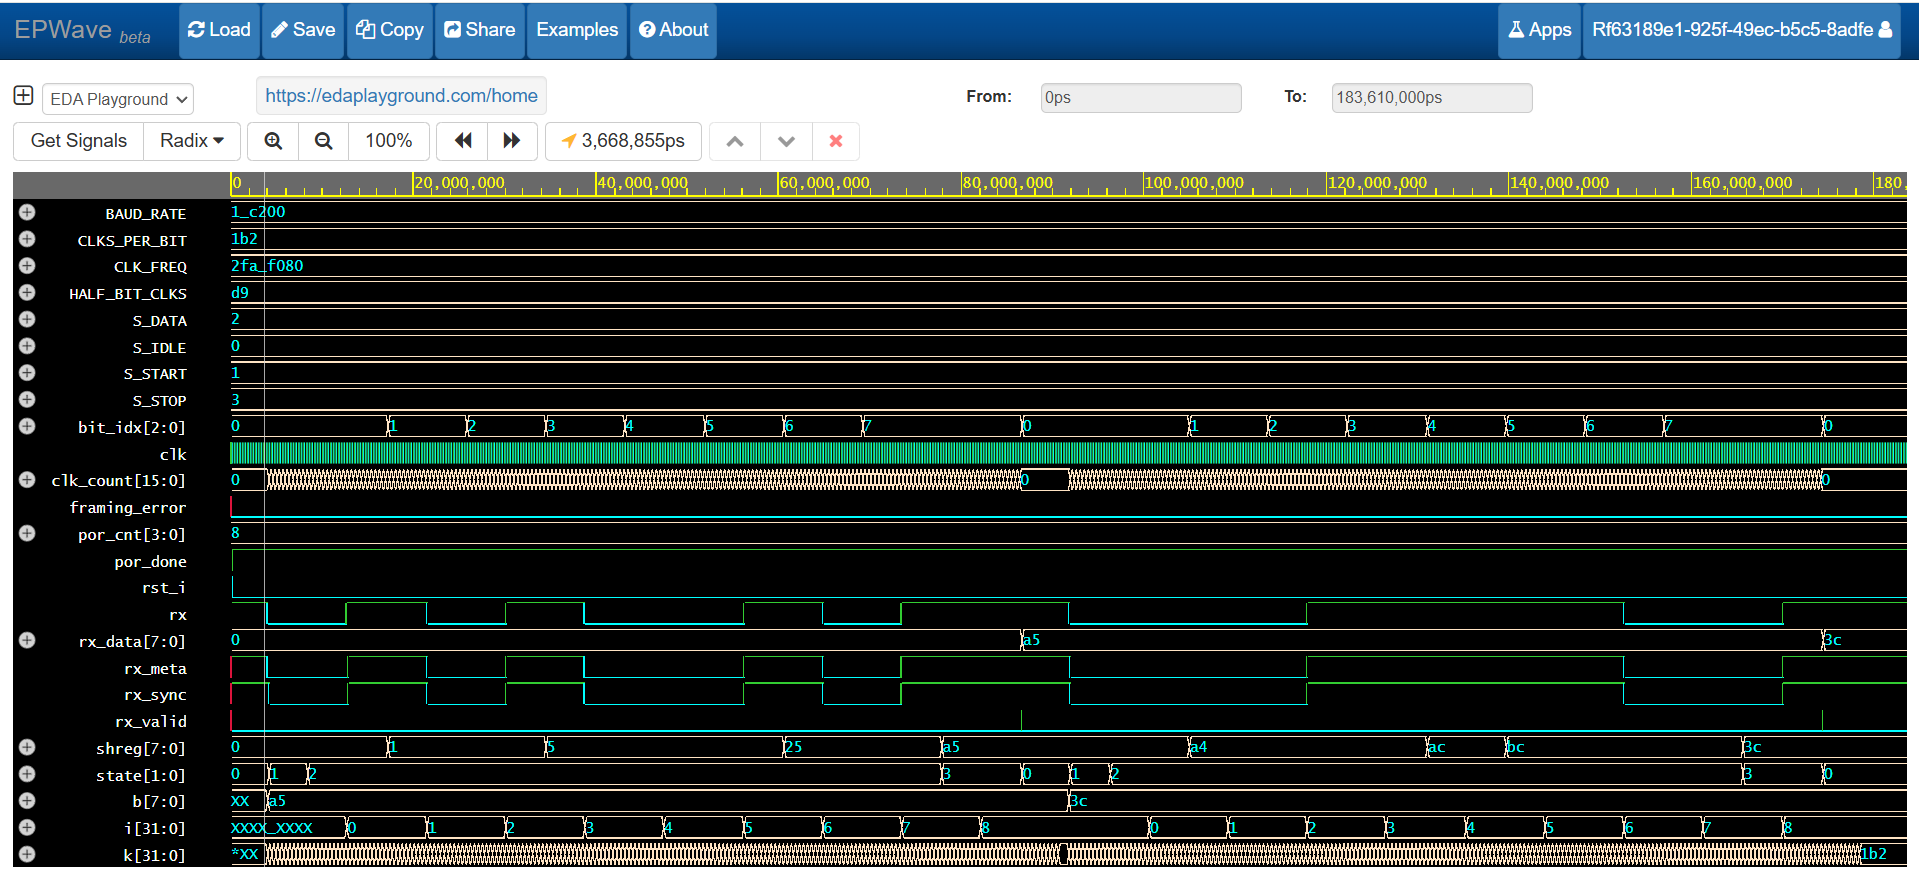 EPWave beta Load Save Copy Share Examples About Apps Rf63189e1-925f-49ec-b5c5-8adfe
EDA Playground https://edaplayground.com/home From: 0ps To: 183,610,000ps
Get Signals Radix 100% 3,668,855ps
0 20,000,000 40,000,000 60,000,000 80,000,000 100,000,000 120,000,000 140,000,000 160,000,000 180,
BAUD_RATE 1_c200
CLKS_PER_BIT 1b2
CLK_FREQ 2fa_f080
HALF_BIT_CLKS d9
S_DATA 2
S_IDLE 0
S_START 1
S_STOP 3
bit_idx[2:0] 0 1 2 3 4 5 6 7 0 1 2 3 4 5 6 7 0
clk
clk_count[15:0] 0 0 0
framing_error
por_cnt[3:0] 8
por_done
rst_i
rx
rx_data[7:0] 0 a5 3c
rx_meta
rx_sync
rx_valid
shreg[7:0] 0 1 5 25 a5 a4 ac bc 3c
state[1:0] 0 1 2 3 0 1 2 3 0
b[7:0] XX a5 3c
i[31:0] XXXX_XXXX 0 1 2 3 4 5 6 7 8 0 1 2 3 4 5 6 7 8
k[31:0] *XX 1b2